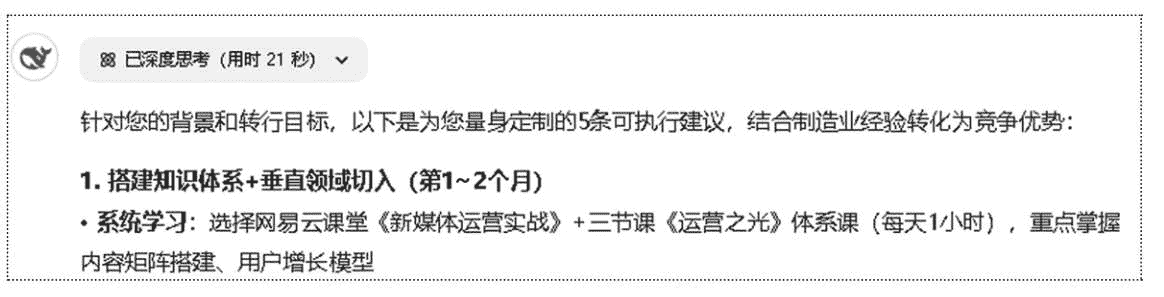 已深度思考（用时 21 秒）
针对您的背景和转行目标，以下是为您量身定制的5条可执行建议，结合制造业经验转化为竞争优势：
1. 搭建知识体系+垂直领域切入（第1~2个月）
• 系统学习：选择网易云课堂《新媒体运营实战》+三节课《运营之光》体系课（每天1小时），重点掌握
内容矩阵搭建、用户增长模型